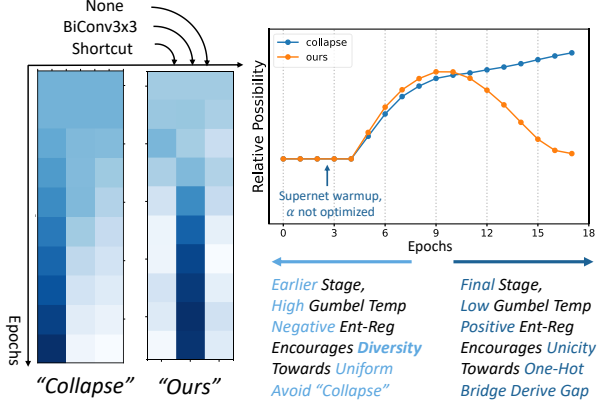 None
BiConv3x3
Shortcut
Epochs
"Collapse"
"Ours"
collapse
ours
Relative Possibility
Supernet warmup,
α not optimized
0 3 6 9 12 15 18
Epochs
Earlier Stage,
High Gumbel Temp
Negative Ent-Reg
Encourages Diversity
Towards Uniform
Avoid "Collapse"
Final Stage,
Low Gumbel Temp
Positive Ent-Reg
Encourages Unicity
Towards One-Hot
Bridge Derive Gap